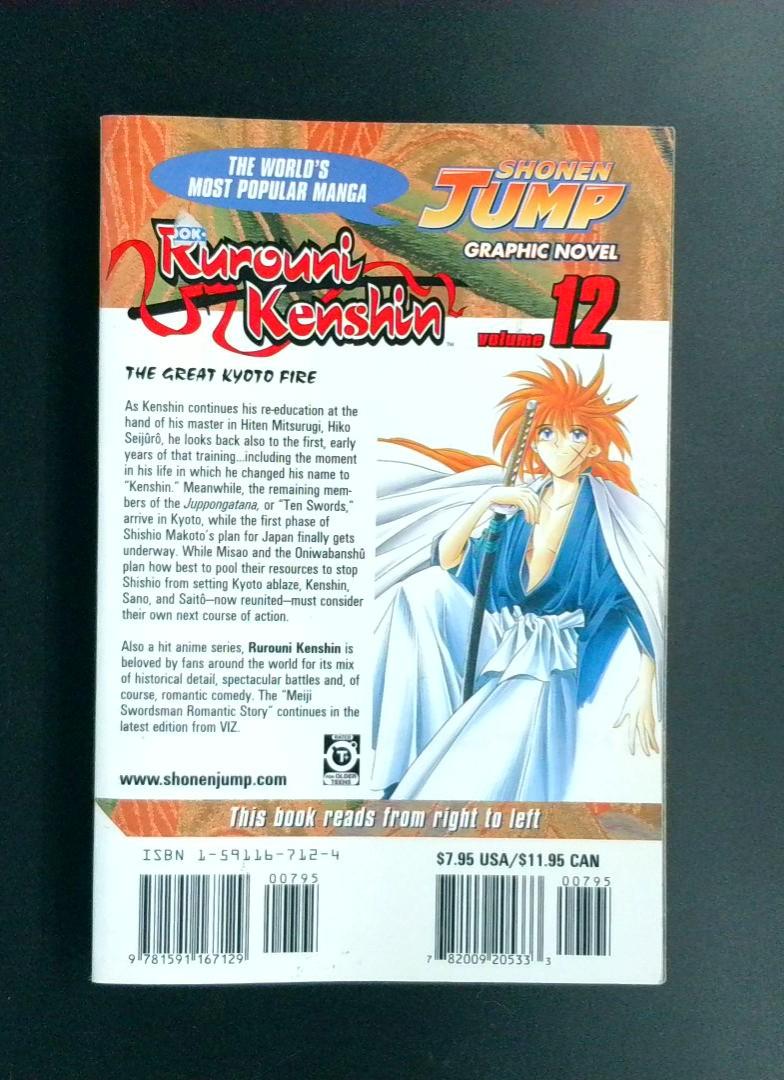 THE WORLD'S
MOST POPULAR MANGA
SHONEN
JUMP
GRAPHIC NOVEL
Rurouni
Kenshin™
volume 12
THE GREAT KYOTO FIRE
As Kenshin continues his re-education at the
hand of his master in Hiten Mitsurugi, Hiko
Seijûrô, he looks back also to the first, early
years of that training...including the moment
in his life in which he changed his name to
"Kenshin." Meanwhile, the remaining mem-
bers of the Juppongatana, or "Ten Swords,"
arrive in Kyoto, while the first phase of
Shishio Makoto's plan for Japan finally gets
underway. While Misao and the Oniwabanshû
plan how best to pool their resources to stop
Shishio from setting Kyoto ablaze, Kenshin,
Sano, and Saitô—now reunited—must consider
their own next course of action.
Also a hit anime series, Rurouni Kenshin is
beloved by fans around the world for its mix
of historical detail, spectacular battles and, of
course, romantic comedy. The "Meiji
Swordsman Romantic Story" continues in the
latest edition from VIZ.
RATED
T+
FOR OLDER
TEENS
www.shonenjump.com
This book reads from right to left
ISBN 1-59116-712-4
$7.95 USA/$11.95 CAN
00795
00795
9 781591 167129
7 82009 20533 3